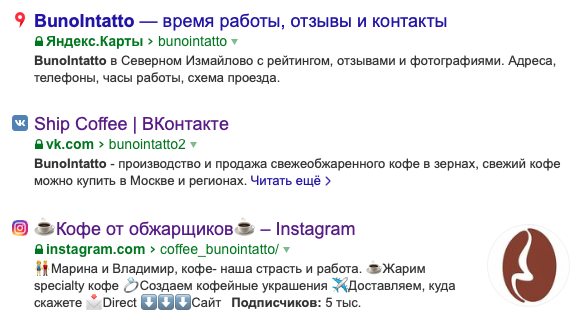 BunoIntatto — время работы, отзывы и контакты
Яндекс.Карты › bunointatto
BunoIntatto в Северном Измайлово с рейтингом, отзывами и фотографиями. Адреса,
телефоны, часы работы, схема проезда.
Ship Coffee | ВКонтакте
vk.com › bunointatto2
BunoIntatto - производство и продажа свежеобжаренного кофе в зернах, свежий кофе
можно купить в Москве и регионах. Читать ещё >
☕Кофе от обжарщиков☕ – Instagram
instagram.com › coffee_bunointatto/
👫Марина и Владимир, кофе- наша страсть и работа. ☕Жарим
specialty кофе 💍Создаем кофейные украшения ✈️Доставляем, куда
скажете 📩Direct ⬇️⬇️⬇️Сайт Подписчиков: 5 тыс.